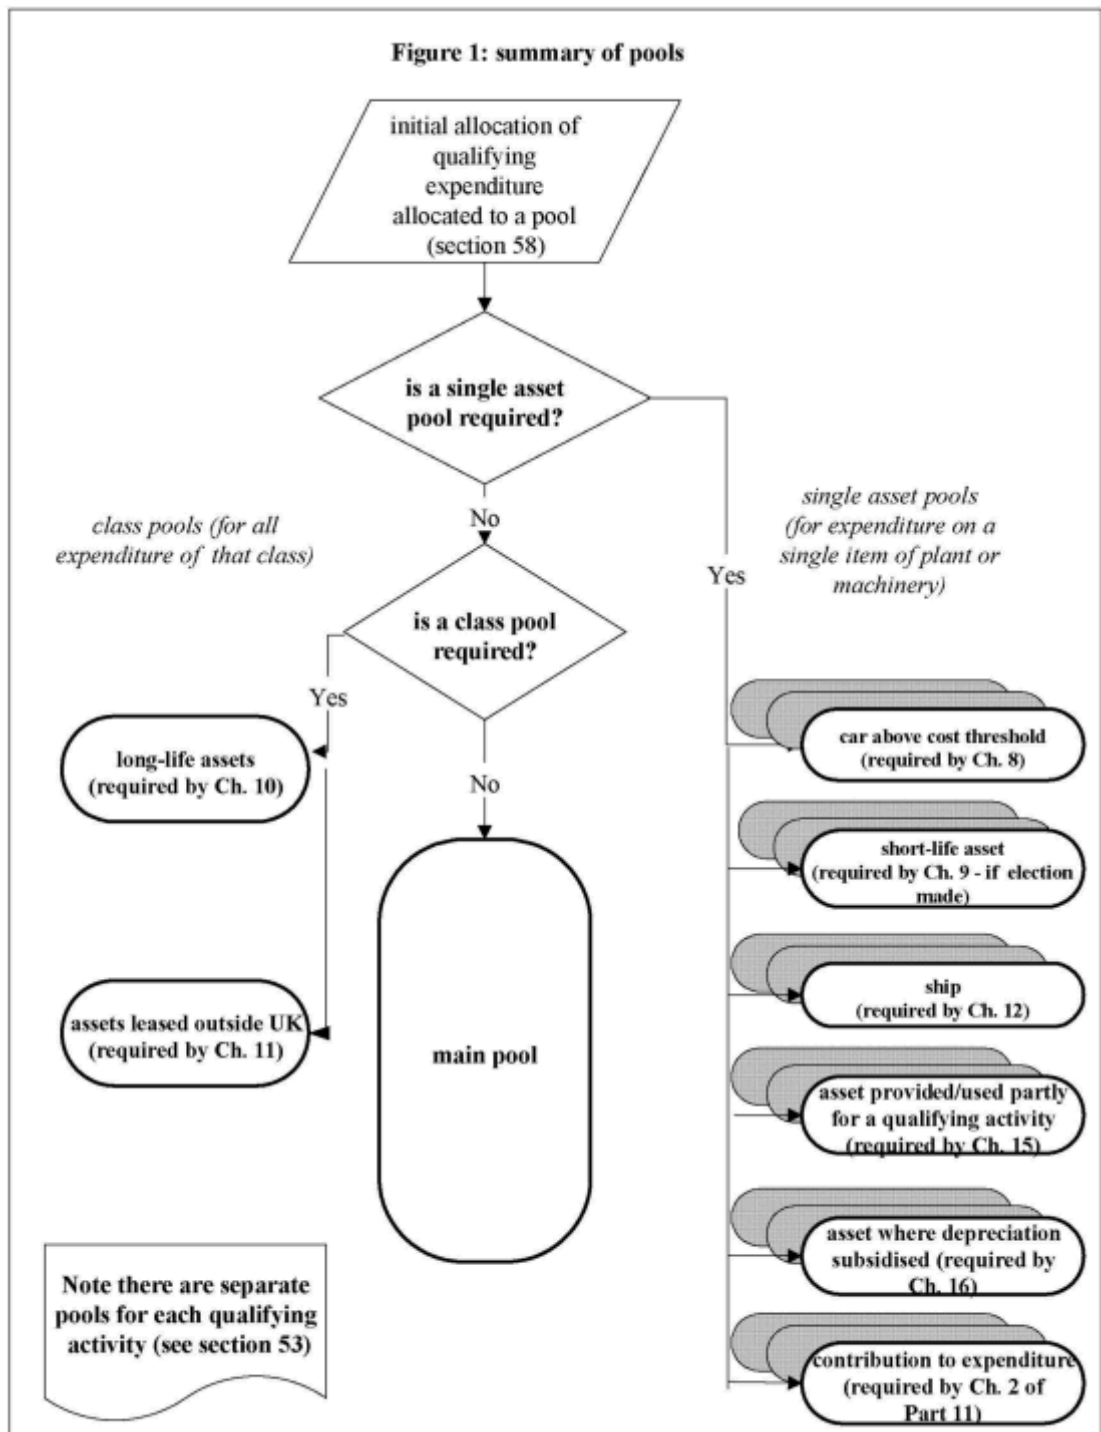 Figure 1: summary of pools
initial allocation of
qualifying
expenditure
allocated to a pool
(section 58)
is a single asset
pool required?
No
Yes
class pools (for all
expenditure of that class)
single asset pools
(for expenditure on a
single item of plant or
machinery)
is a class pool
required?
Yes
No
long-life assets
(required by Ch. 10)
assets leased outside UK
(required by Ch. 11)
main pool
car above cost threshold
(required by Ch. 8)
short-life asset
(required by Ch. 9 - if election
made)
ship
(required by Ch. 12)
asset provided/used partly
for a qualifying activity
(required by Ch. 15)
asset where depreciation
subsidised (required by
Ch. 16)
contribution to expenditure
(required by Ch. 2 of
Part 11)
Note there are separate
pools for each qualifying
activity (see section 53)